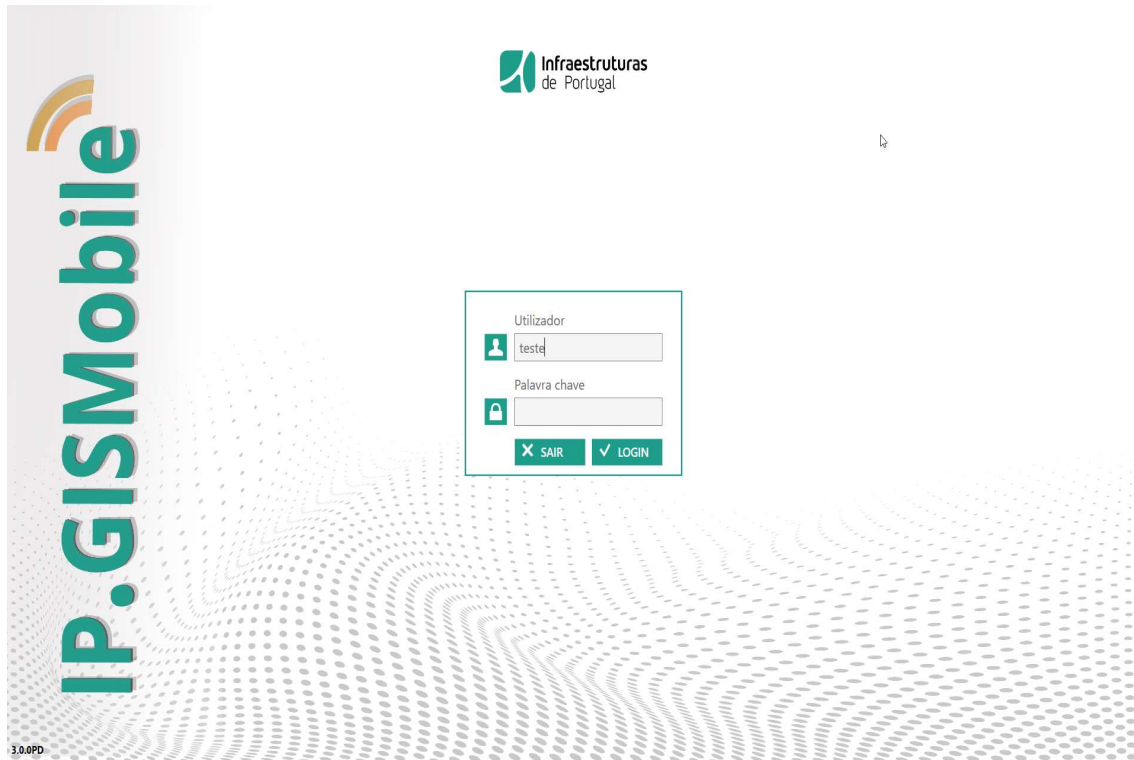 Infraestruturas
de Portugal
IP.GISMobile
Utilizador
teste
Palavra chave
SAIR
LOGIN
3.0.0PD